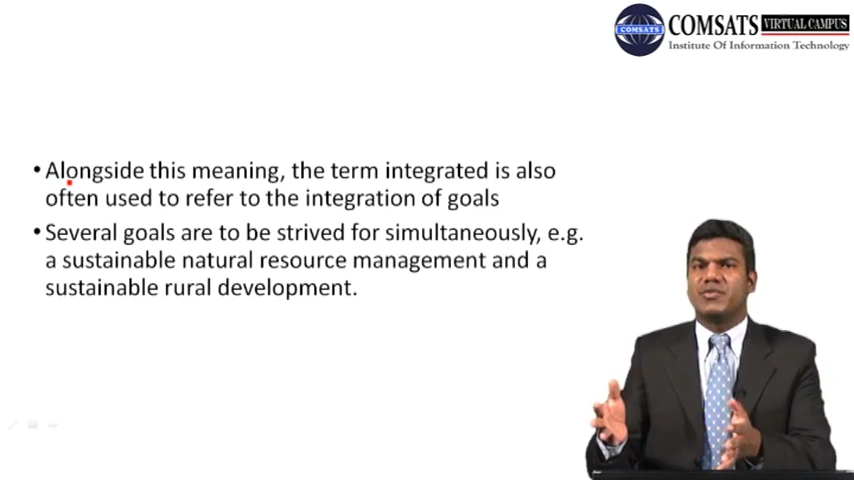 COMSATS VIRTUAL CAMPUS
COMSATS
Institute Of Information Technology
• Alongside this meaning, the term integrated is also
often used to refer to the integration of goals
• Several goals are to be strived for simultaneously, e.g.
a sustainable natural resource management and a
sustainable rural development.